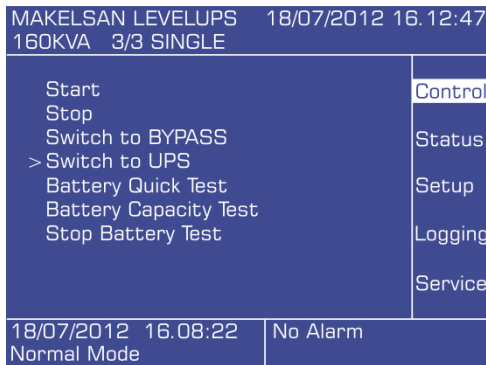 MAKELSAN LEVELUPS 18/07/2012 16.12:47
160KVA 3/3 SINGLE
Start
Stop
Switch to BYPASS
> Switch to UPS
Battery Quick Test
Battery Capacity Test
Stop Battery Test
Control
Status
Setup
Logging
Service
18/07/2012 16.08:22 No Alarm
Normal Mode